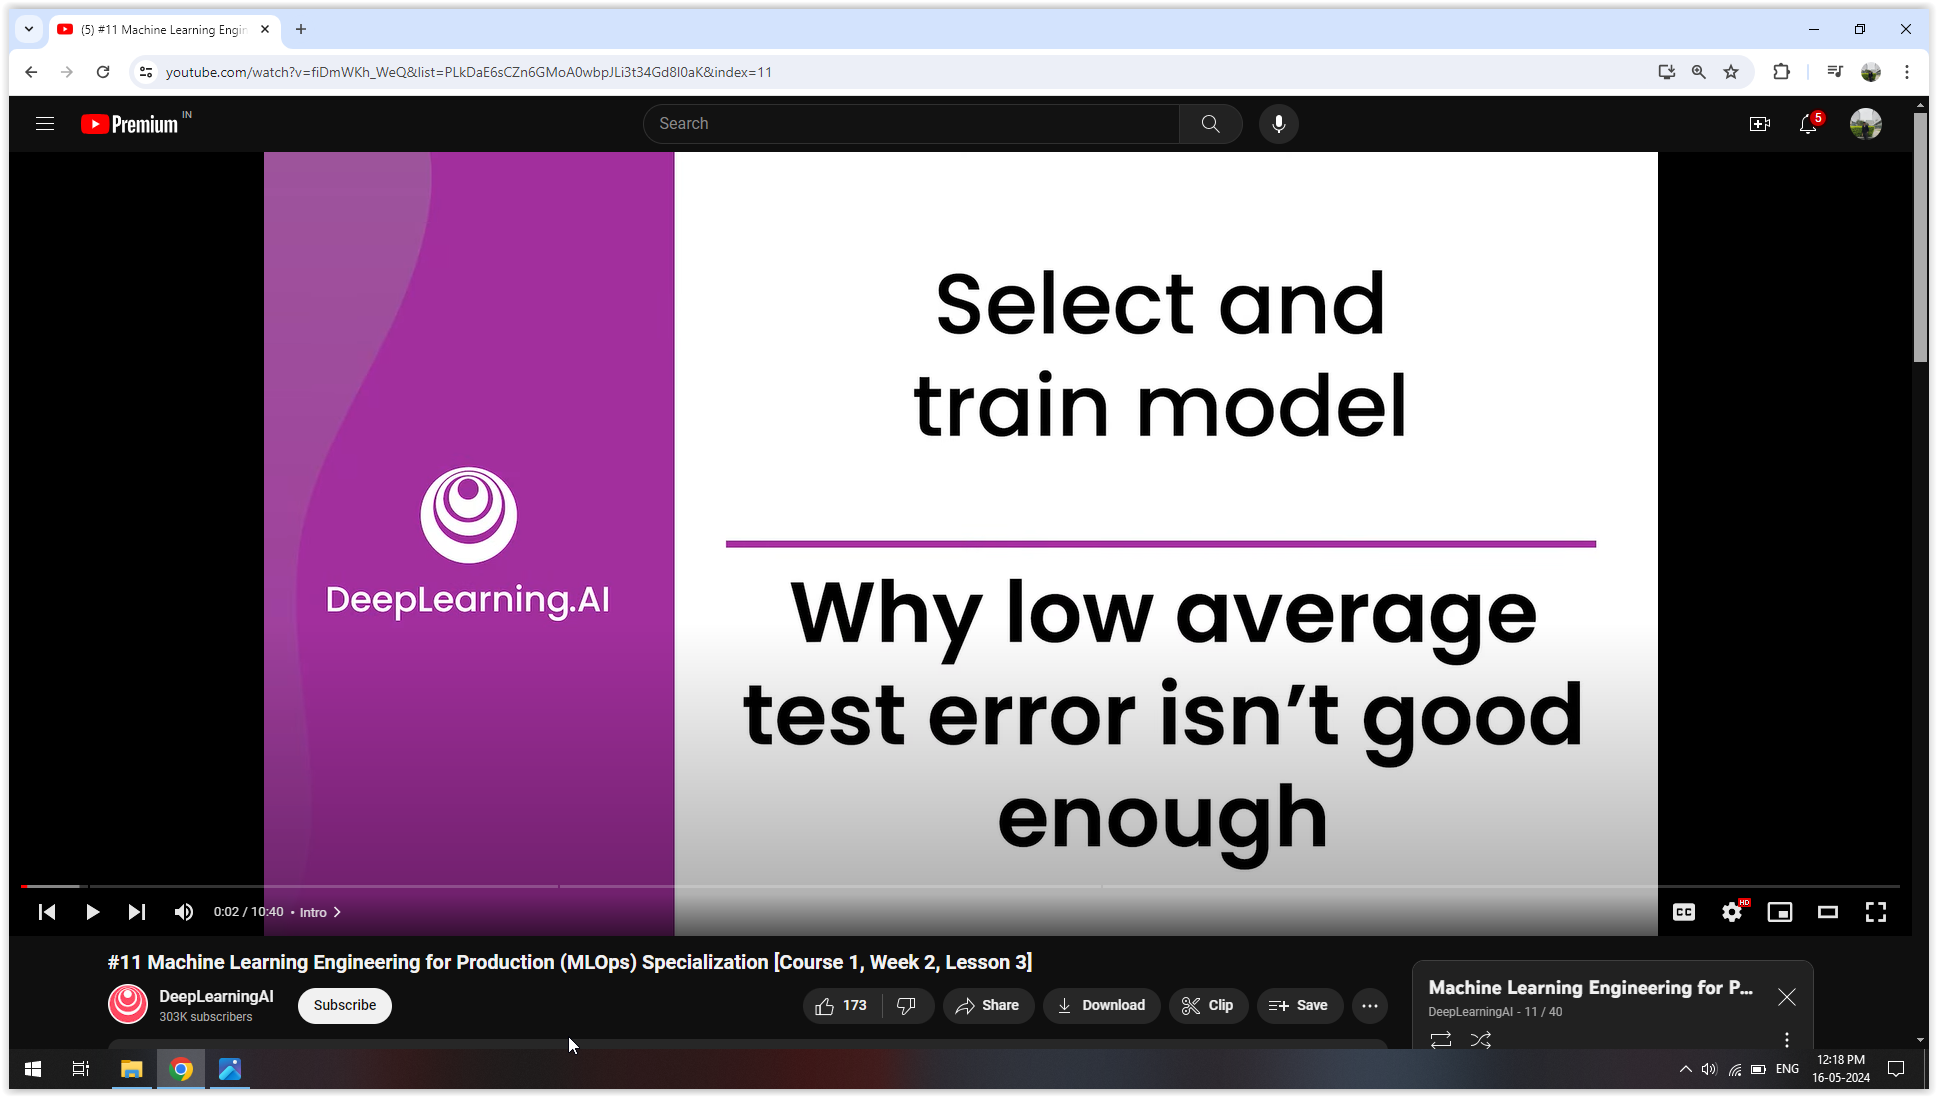 (5) #11 Machine Learning Engin
youtube.com/watch?v=fiDmWKh_WeQ&list=PLkDaE6sCZn6GMoA0wbpJLi3t34Gd8l0aK&index=11
Premium IN
Search
5
Select and
train model
DeepLearning.AI
Why low average
test error isn't good
enough
0:02 / 10:40 • Intro
CC
HD
#11 Machine Learning Engineering for Production (MLOps) Specialization [Course 1, Week 2, Lesson 3]
DeepLearningAI
303K subscribers
Subscribe
173
Share
Download
Clip
Save
Machine Learning Engineering for P...
DeepLearningAI - 11 / 40
ENG
12:18 PM
16-05-2024